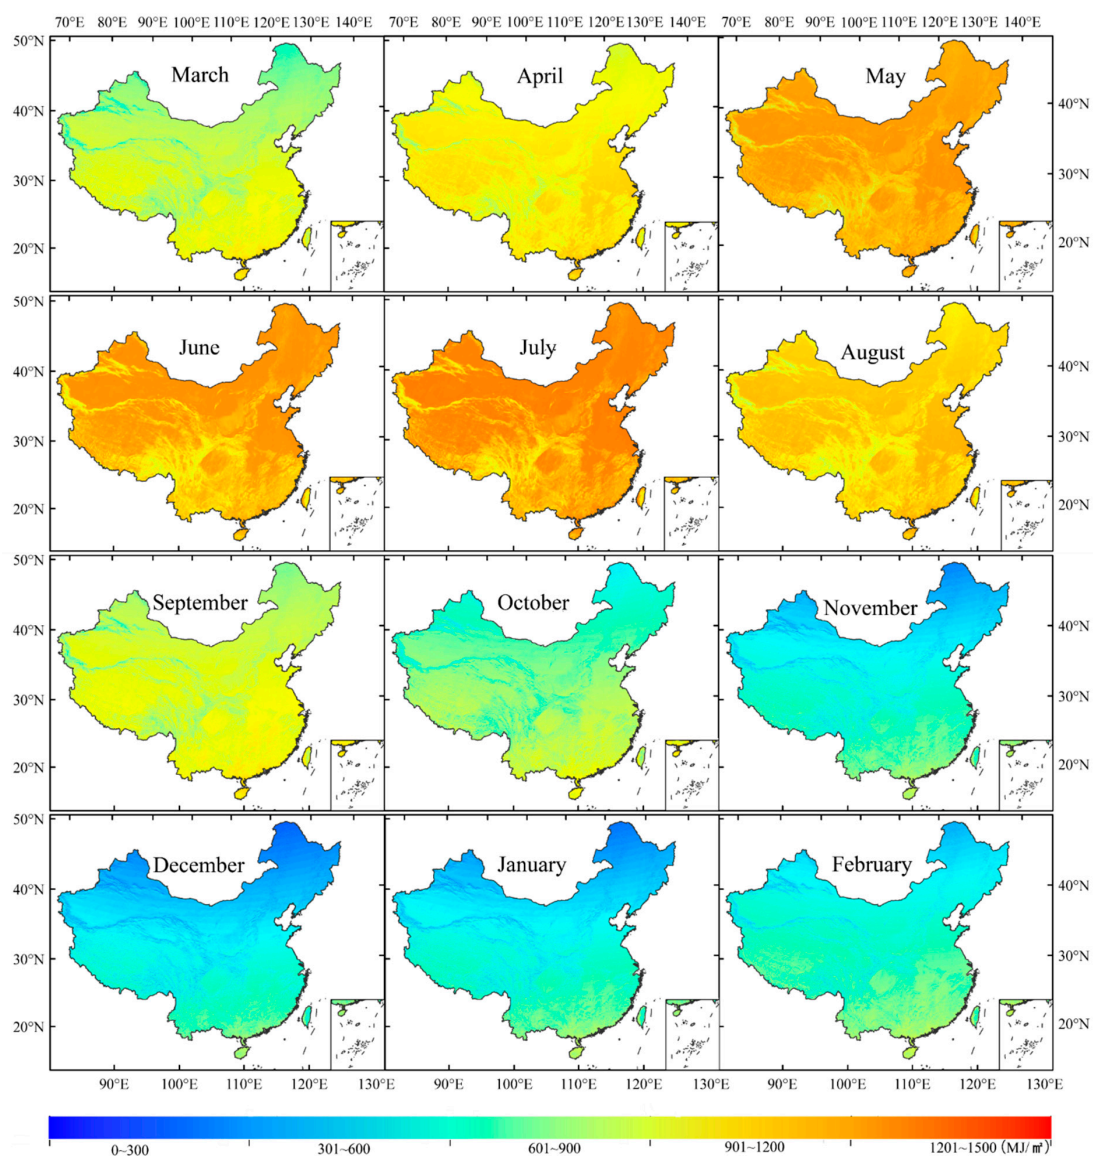 70°E 80°E 90°E 100°E 110°E 120°E 140°E 70°E 80°E 90°E 100°E 110°E 120°E 140°E 70°E 80°E 90°E 100°E 110°E 120°E 130°E 140°E
50°N
March April May
40°N 40°N
30°N 30°N
20°N 20°N
50°N
June July August
40°N 40°N
30°N 30°N
20°N 20°N
50°N
September October November
40°N 40°N
30°N 30°N
20°N 20°N
50°N
December January February
40°N 40°N
30°N 30°N
20°N 20°N
90°E 100°E 110°E 120°E 130°E 90°E 100°E 110°E 120°E 130°E 90°E 100°E 110°E 120°E 130°E
0~300 301~600 601~900 901~1200 1201~1500 (MJ/㎡)